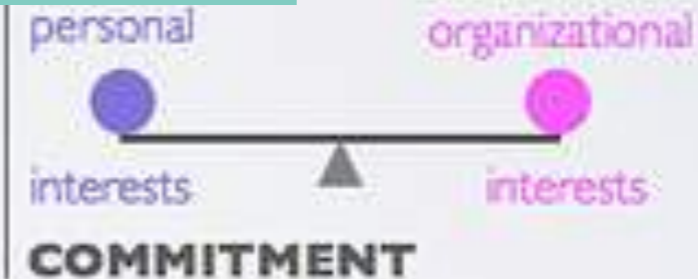 personal organizational
interests interests
COMMITMENT